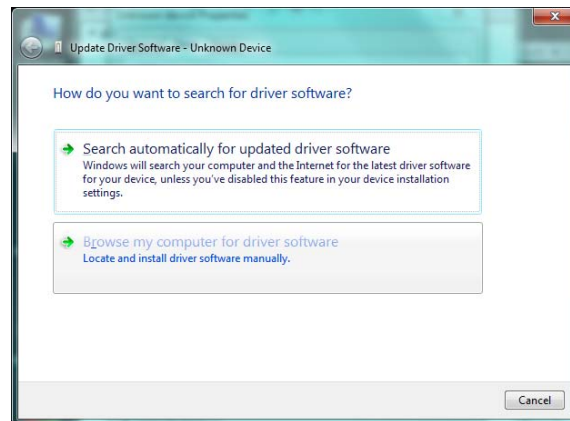 Update Driver Software - Unknown Device
How do you want to search for driver software?
Search automatically for updated driver software
Windows will search your computer and the Internet for the latest driver software
for your device, unless you've disabled this feature in your device installation
settings.
Browse my computer for driver software
Locate and install driver software manually.
Cancel